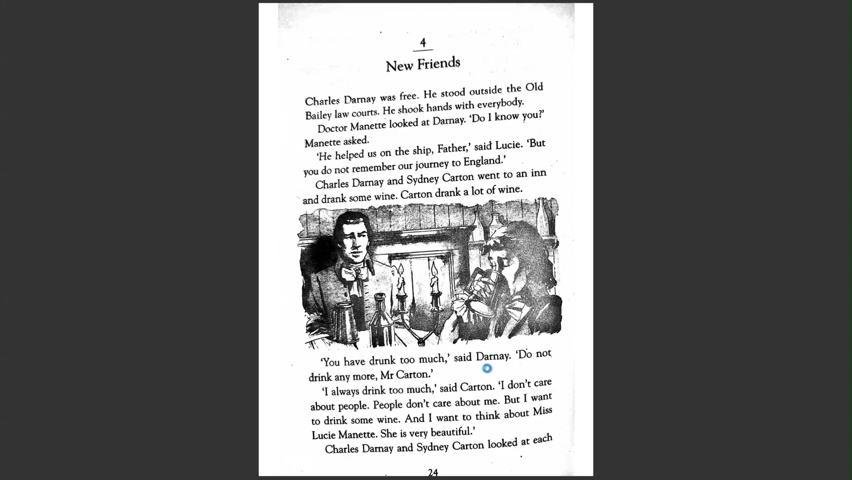 4
New Friends
Charles Darnay was free. He stood outside the Old
Bailey law courts. He shook hands with everybody.
Doctor Manette looked at Darnay. ‘Do I know you?’
Manette asked.
‘He helped us on the ship, Father,’ said Lucie. ‘But
you do not remember our journey to England.’
Charles Darnay and Sydney Carton went to an inn
and drank some wine. Carton drank a lot of wine.
‘You have drunk too much,’ said Darnay. ‘Do not
drink any more, Mr Carton.’
‘I always drink too much,’ said Carton. ‘I don’t care
about people. People don’t care about me. But I want
to drink some wine. And I want to think about Miss
Lucie Manette. She is very beautiful.’
Charles Darnay and Sydney Carton looked at each
24